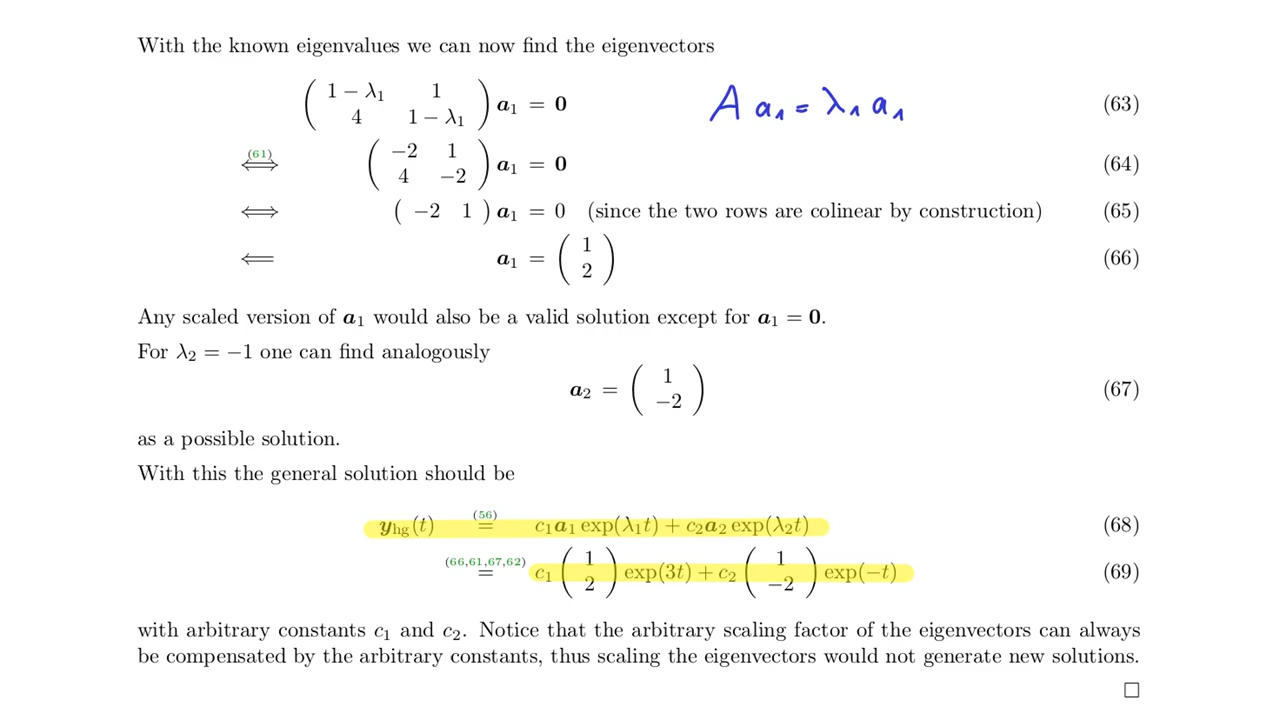 With the known eigenvalues we can now find the eigenvectors
( 1 − λ₁ 1 ; 4 1 − λ₁ ) a₁ = 0 (63)
A a₁ = λ₁ a₁
(61) ⟺ ( −2 1 ; 4 −2 ) a₁ = 0 (64)
⟺ ( −2 1 ) a₁ = 0 (since the two rows are colinear by construction) (65)
⟸ a₁ = ( 1 ; 2 ) (66)
Any scaled version of a₁ would also be a valid solution except for a₁ = 0.
For λ₂ = −1 one can find analogously
a₂ = ( 1 ; −2 ) (67)
as a possible solution.
With this the general solution should be
y_hg(t) (56) = c₁a₁ exp(λ₁t) + c₂a₂ exp(λ₂t) (68)
(66,61,67,62) = c₁ ( 1 ; 2 ) exp(3t) + c₂ ( 1 ; −2 ) exp(−t) (69)
with arbitrary constants c₁ and c₂. Notice that the arbitrary scaling factor of the eigenvectors can always
be compensated by the arbitrary constants, thus scaling the eigenvectors would not generate new solutions.
□